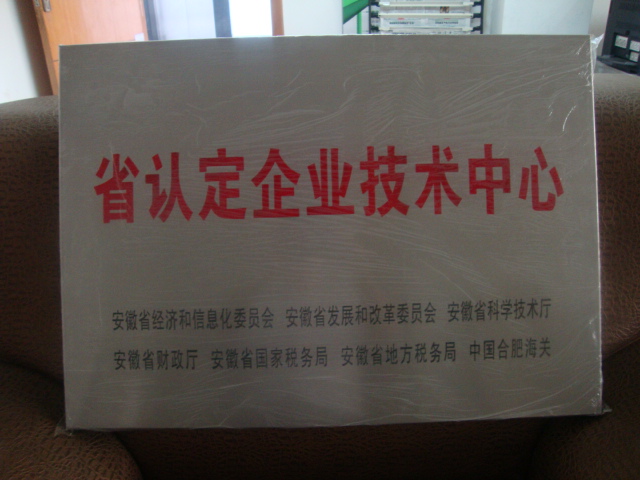 省认定企业技术中心
安徽省经济和信息化委员会 安徽省发展和改革委员会 安徽省科学技术厅
安徽省财政厅 安徽省国家税务局 安徽省地方税务局 中国合肥海关